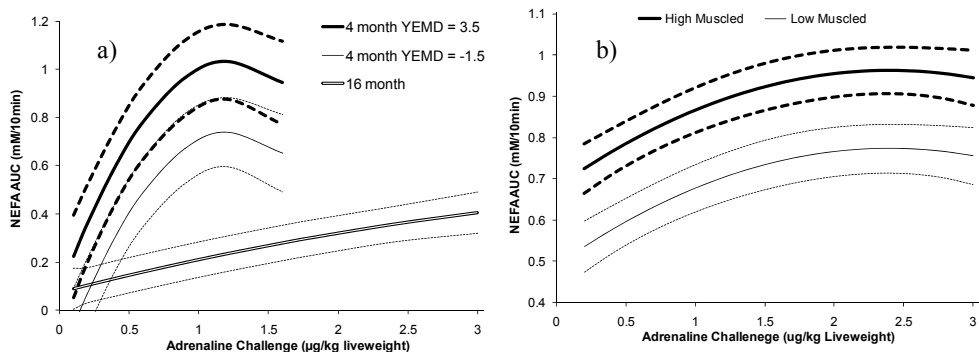 a)
4 month YEMD = 3.5
4 month YEMD = -1.5
16 month
NEFA AUC (mM/10min)
1.2
1
0.8
0.6
0.4
0.2
0
0 0.5 1 1.5 2 2.5 3
Adrenaline Challenge (µg/kg liveweight)
b)
High Muscled Low Muscled
NEFAAUC (mM/10min)
1.1
1
0.9
0.8
0.7
0.6
0.5
0.4
0 0.5 1 1.5 2 2.5 3
Adrenaline Challenege (ug/kg Liveweight)